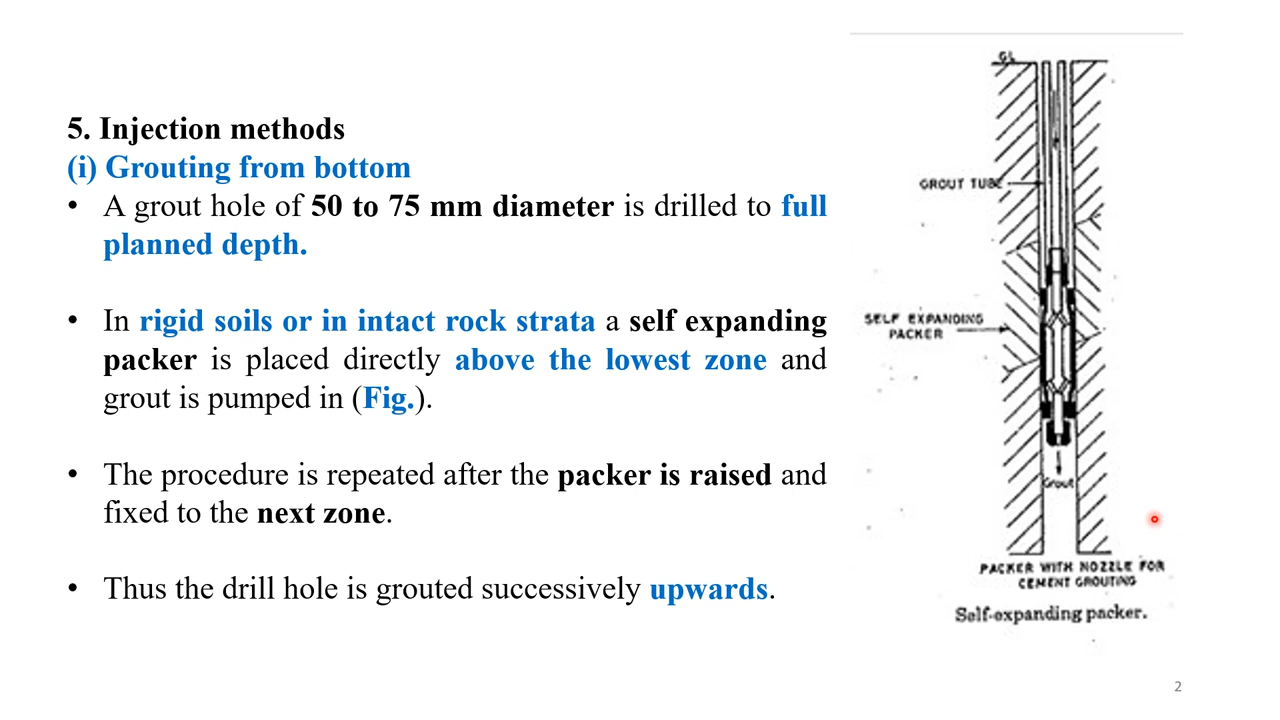 5. Injection methods
(i) Grouting from bottom
• A grout hole of 50 to 75 mm diameter is drilled to full
planned depth.
• In rigid soils or in intact rock strata a self expanding
packer is placed directly above the lowest zone and
grout is pumped in (Fig.).
• The procedure is repeated after the packer is raised and
fixed to the next zone.
• Thus the drill hole is grouted successively upwards.
GL
GROUT TUBE
SELF EXPANDING
PACKER
Grout
PACKER WITH NOZZLE FOR
CEMENT GROUTING
Self-expanding packer.
2